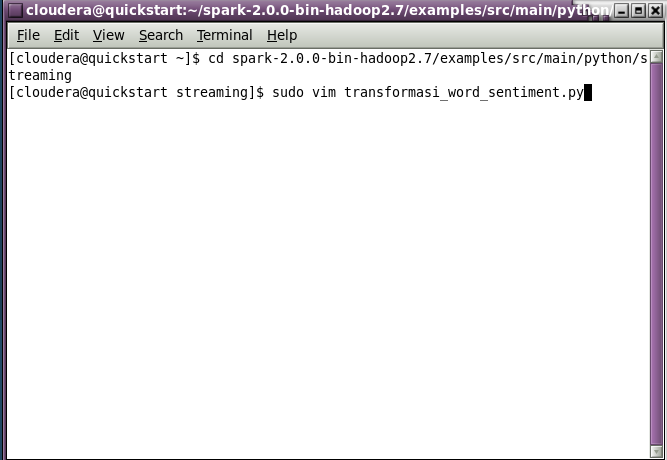 cloudera@quickstart:~/spark-2.0.0-bin-hadoop2.7/examples/src/main/python/
File Edit View Search Terminal Help
[cloudera@quickstart ~]$ cd spark-2.0.0-bin-hadoop2.7/examples/src/main/python/s
treaming
[cloudera@quickstart streaming]$ sudo vim transformasi_word_sentiment.py